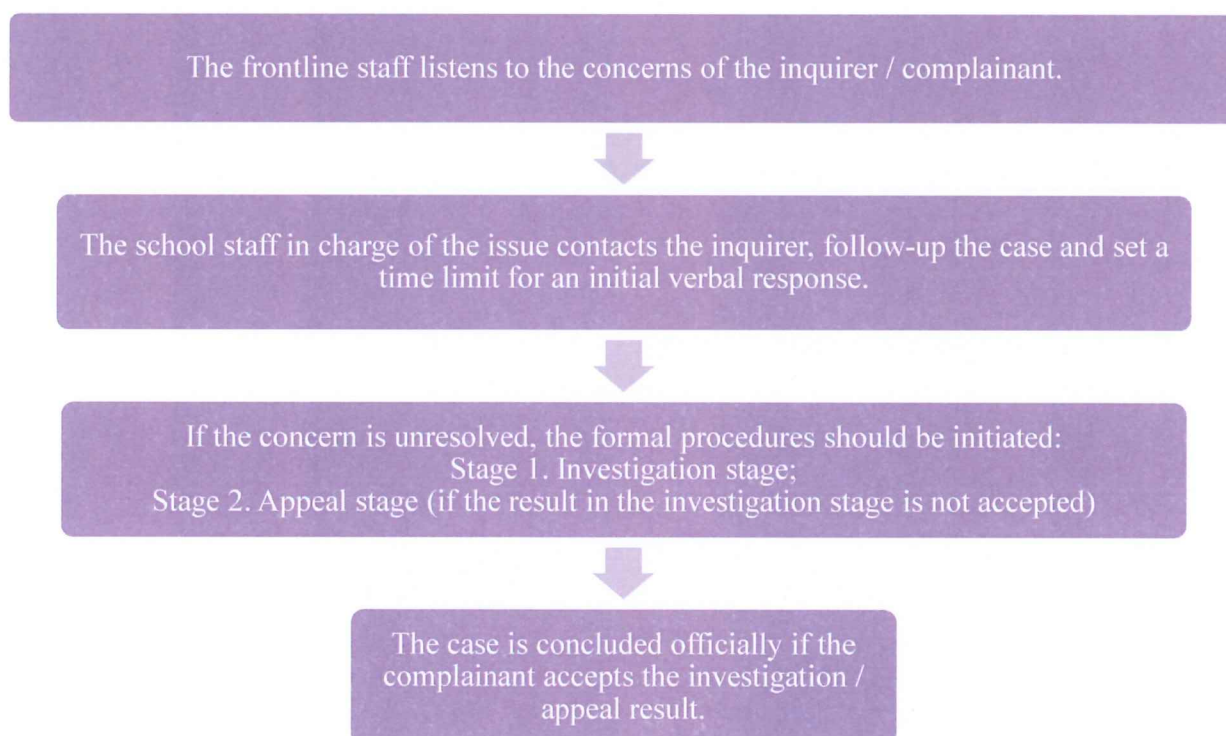 The frontline staff listens to the concerns of the inquirer / complainant.
The school staff in charge of the issue contacts the inquirer, follow-up the case and set a
time limit for an initial verbal response.
If the concern is unresolved, the formal procedures should be initiated:
Stage 1. Investigation stage;
Stage 2. Appeal stage (if the result in the investigation stage is not accepted)
The case is concluded officially if the
complainant accepts the investigation /
appeal result.